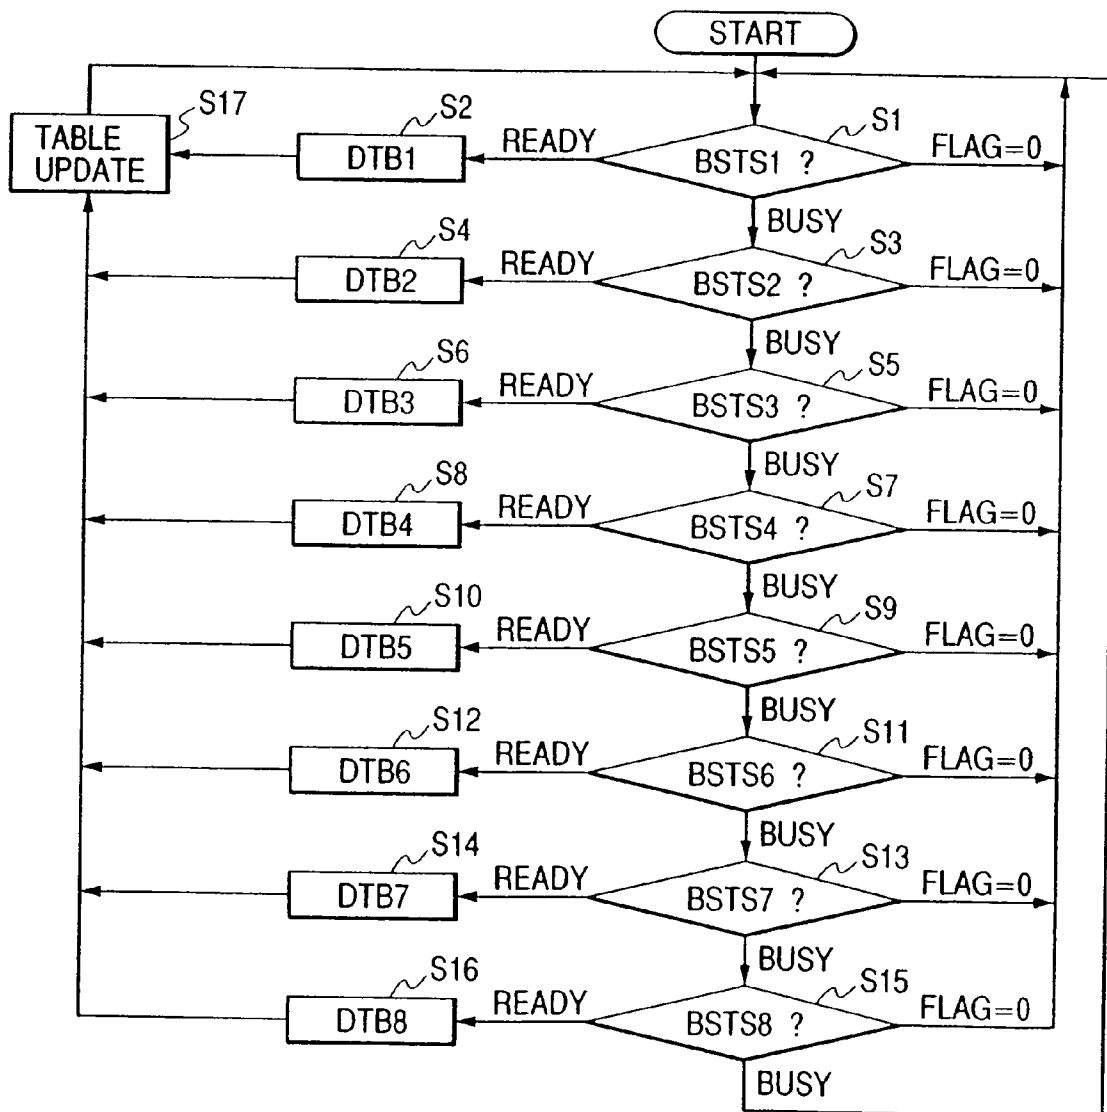 START
S17
TABLE
UPDATE
S2
DTB1
READY
S1
BSTS1 ?
FLAG=0
BUSY
S4
DTB2
READY
S3
BSTS2 ?
FLAG=0
BUSY
S6
DTB3
READY
S5
BSTS3 ?
FLAG=0
BUSY
S8
DTB4
READY
S7
BSTS4 ?
FLAG=0
BUSY
S10
DTB5
READY
S9
BSTS5 ?
FLAG=0
BUSY
S12
DTB6
READY
S11
BSTS6 ?
FLAG=0
BUSY
S14
DTB7
READY
S13
BSTS7 ?
FLAG=0
BUSY
S16
DTB8
READY
S15
BSTS8 ?
FLAG=0
BUSY